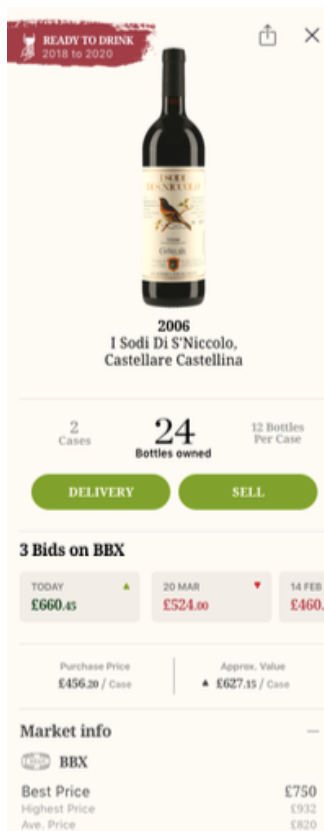 READY TO DRINK
2018 to 2020
I SODI
DI S.NICCOLO
2006
I Sodi Di S'Niccolo,
Castellare Castellina
2
Cases
24
Bottles owned
12 Bottles
Per Case
DELIVERY
SELL
3 Bids on BBX
TODAY
£660.45
20 MAR
£524.00
14 FEB
£460.
Purchase Price
£456.20 / Case
Approx. Value
£627.15 / Case
Market info
BBX
Best Price £750
Highest Price £932
Ave. Price £820